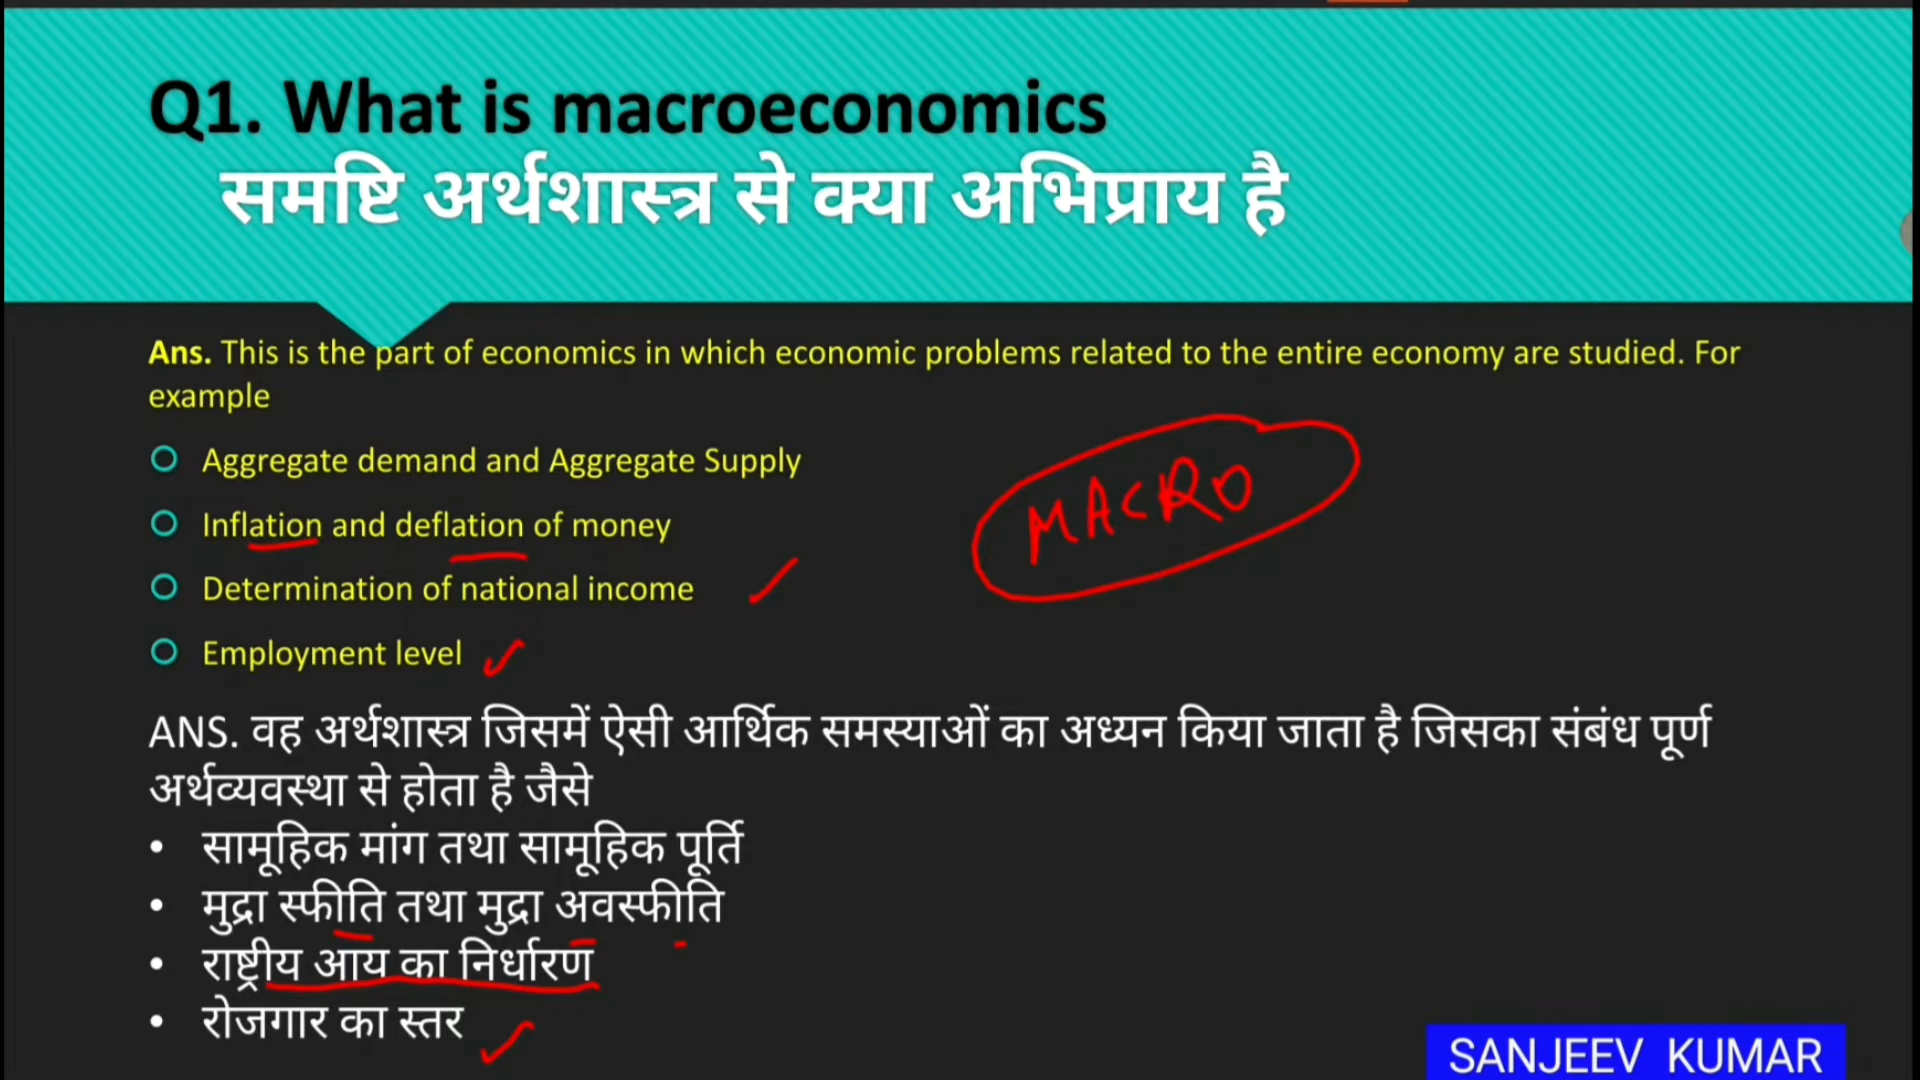 Q1. What is macroeconomics
समष्टि अर्थशास्त्र से क्या अभिप्राय है
Ans. This is the part of economics in which economic problems related to the entire economy are studied. For
example
Aggregate demand and Aggregate Supply
MACRO
Inflation and deflation of money
Determination of national income
Employment level
ANS. वह अर्थशास्त्र जिसमें ऐसी आर्थिक समस्याओं का अध्यन किया जाता है जिसका संबंध पूर्ण
अर्थव्यवस्था से होता है जैसे
• सामूहिक मांग तथा सामूहिक पूर्ति
• मुद्रा स्फीति तथा मुद्रा अवस्फीति
• राष्ट्रीय आय का निर्धारण
• रोजगार का स्तर
SANJEEV KUMAR